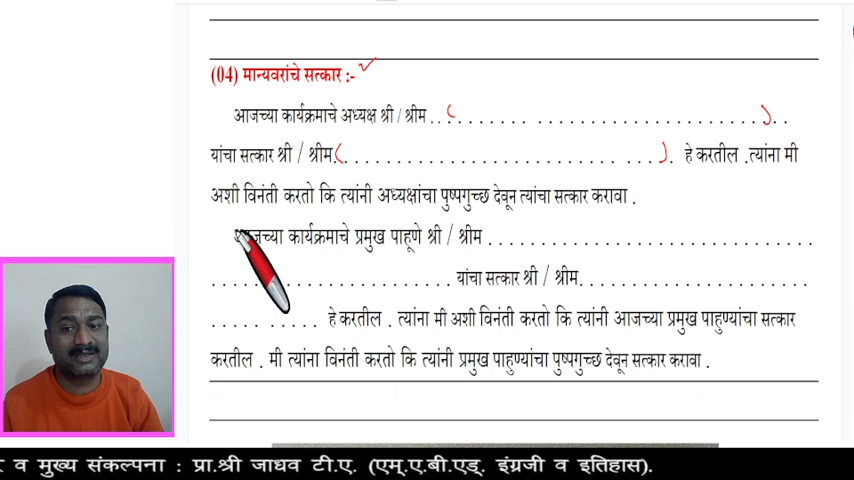 (04) मान्यवरांचे सत्कार :-
आजच्या कार्यक्रमाचे अध्यक्ष श्री / श्रीम . . ( . . . . . . . . . . . . . . . . . . . . . . . . . . . . . . ) . .
यांचा सत्कार श्री / श्रीम. ( . . . . . . . . . . . . . . . . . . . . . . . . . . . . ) . हे करतील . त्यांना मी
अशी विनंती करतो कि त्यांनी अध्यक्षांचा पुष्पगुच्छ देवून त्यांचा सत्कार करावा .
आजच्या कार्यक्रमाचे प्रमुख पाहूणे श्री / श्रीम . . . . . . . . . . . . . . . . . . . . . . . . . . . . .
. . . . . . . . . . . . . . . . . . . . . . यांचा सत्कार श्री / श्रीम. . . . . . . . . . . . . . . . . . . . .
. . . . . . . . . . हे करतील . त्यांना मी अशी विनंती करतो कि त्यांनी आजच्या प्रमुख पाहुण्यांचा सत्कार
करतील . मी त्यांना विनंती करतो कि त्यांनी प्रमुख पाहुण्यांचा पुष्पगुच्छ देवून सत्कार करावा .
व मुख्य संकल्पना : प्रा.श्री जाधव टी.ए. (एम्.ए.बी.एड्. इंग्रजी व इतिहास).